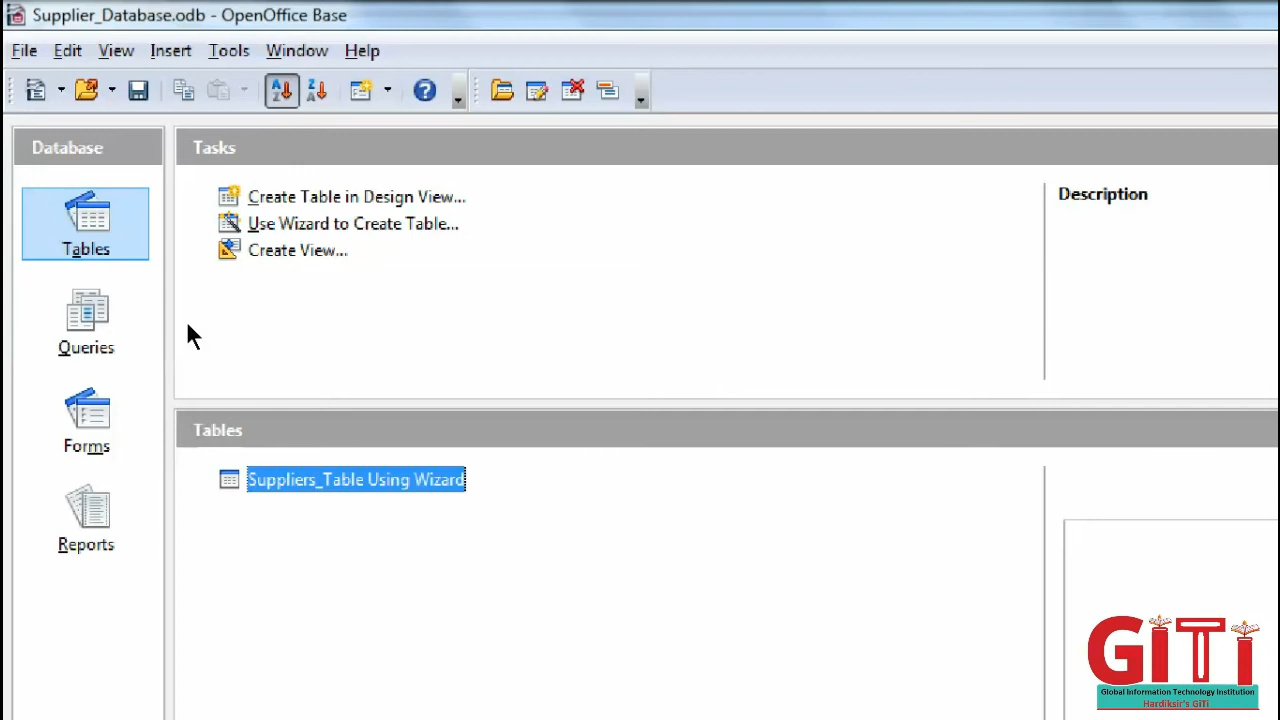 Supplier_Database.odb - OpenOffice Base
File Edit View Insert Tools Window Help
Database
Tables
Queries
Forms
Reports
Tasks
Create Table in Design View...
Use Wizard to Create Table...
Create View...
Description
Tables
Suppliers_Table Using Wizard
GiTi
Global Information Technology Institution
Hardiksir's GiTi